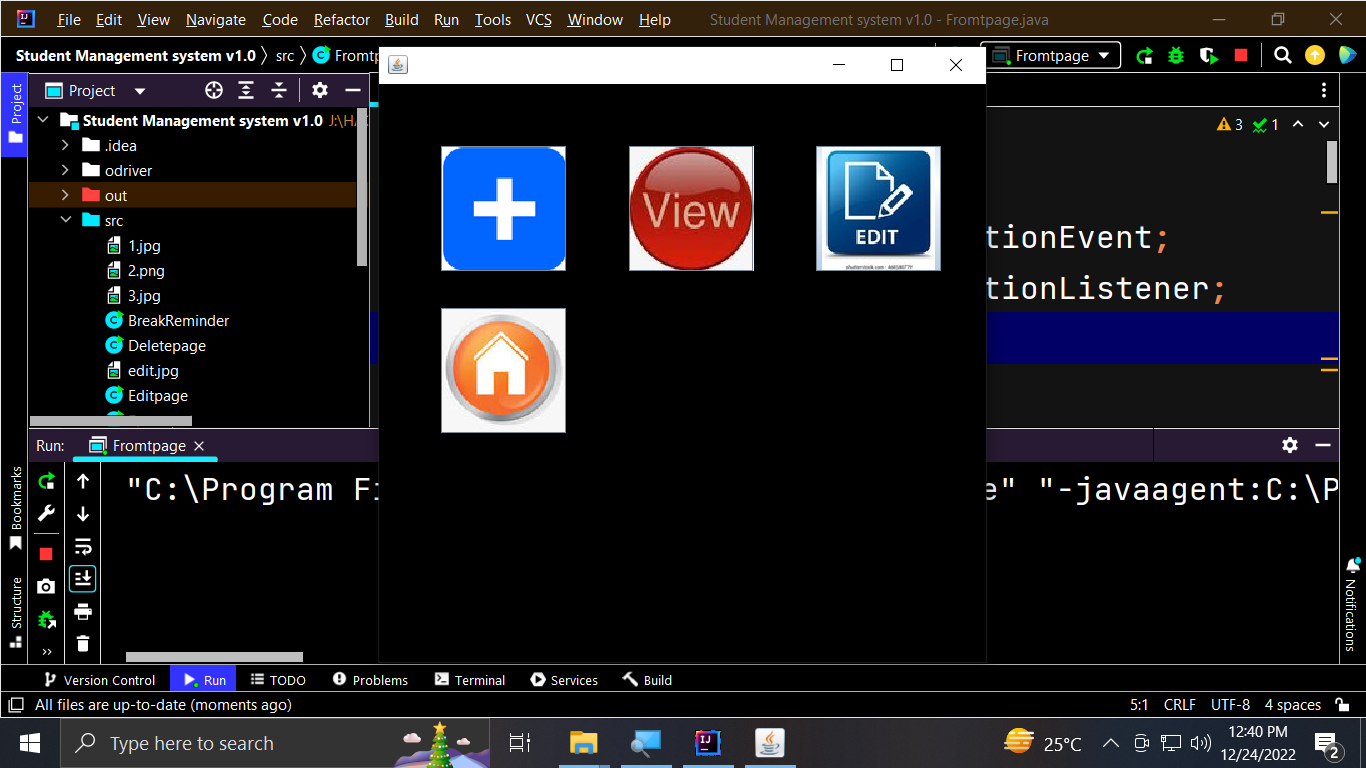 File Edit View Navigate Code Refactor Build Run Tools VCS Window Help Student Management system v1.0 - Fromtpage.java
Student Management system v1.0 src Fromtp Fromtpage
Project
Project
Student Management system v1.0 J:\HA
.idea
odriver
out
src
1.jpg
2.png
3.jpg
BreakReminder
Deletepage
edit.jpg
Editpage
View
EDIT
3 1
tionEvent;
tionListener;
Run: Fromtpage
"C:\Program Fi e" "-javaagent:C:\P
Bookmarks
Structure
Notifications
Version Control Run TODO Problems Terminal Services Build
All files are up-to-date (moments ago) 5:1 CRLF UTF-8 4 spaces
Type here to search 25°C 12:40 PM
12/24/2022 2